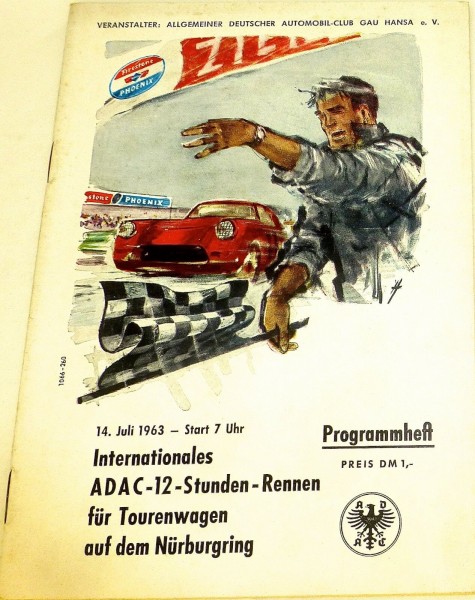 VERANSTALTER: ALLGEMEINER DEUTSCHER AUTOMOBIL-CLUB GAU HANSA e. V.
Firestone
PHOENIX
PHOENIX
1066-260
14. Juli 1963 – Start 7 Uhr
Internationales
ADAC-12-Stunden-Rennen
für Tourenwagen
auf dem Nürburgring
Programmheft
PREIS DM 1,-
ADAC